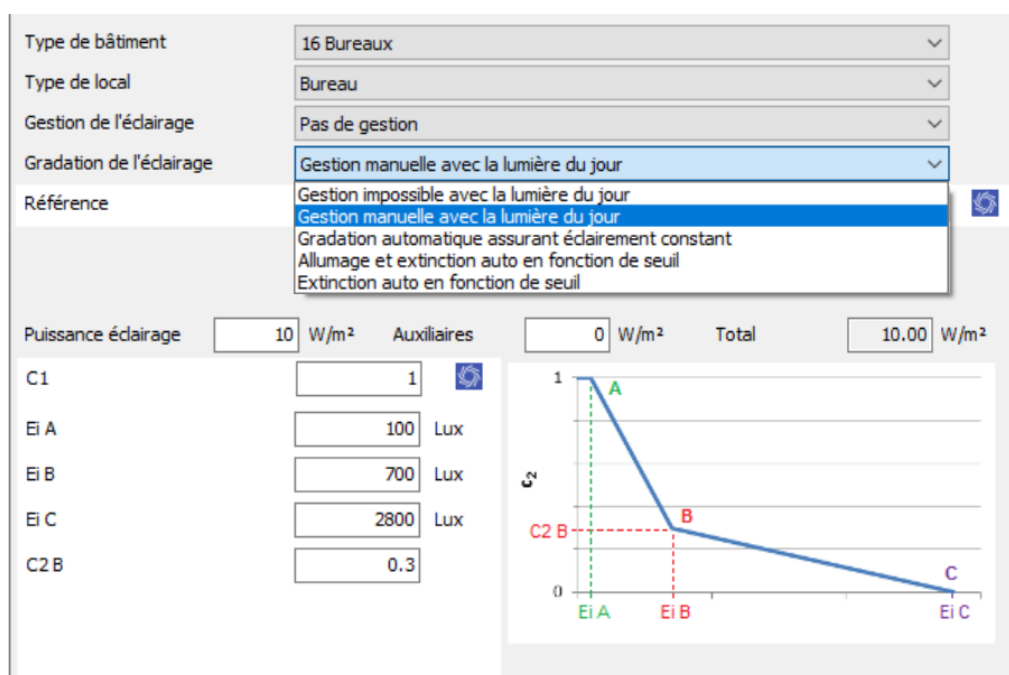 Type de bâtiment 16 Bureaux
Type de local Bureau
Gestion de l'éclairage Pas de gestion
Gradation de l'éclairage Gestion manuelle avec la lumière du jour
Référence
Gestion impossible avec la lumière du jour
Gestion manuelle avec la lumière du jour
Gradation automatique assurant éclairement constant
Allumage et extinction auto en fonction de seuil
Extinction auto en fonction de seuil
Puissance éclairage 10 W/m² Auxiliaires 0 W/m² Total 10.00 W/m²
C1 1
Ei A 100 Lux
Ei B 700 Lux
Ei C 2800 Lux
C2 B 0.3
1
A
c2
B
C2 B
C
0
Ei A Ei B Ei C